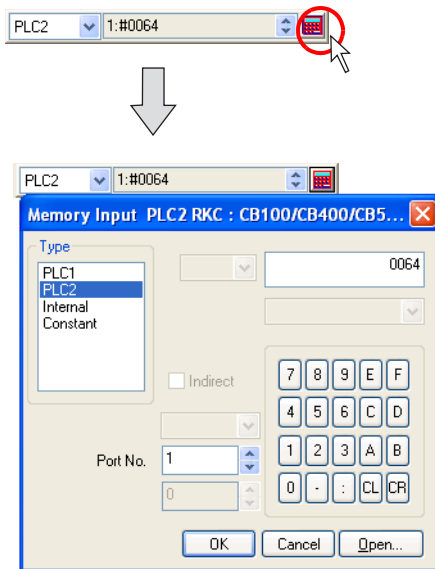 PLC2 1:#0064
PLC2 1:#0064
Memory Input PLC2 RKC : CB100/CB400/CB5...
Type
PLC1
PLC2
Internal
Constant
0064
Indirect
7 8 9 E F
4 5 6 C D
1 2 3 A B
0 - : CL CR
Port No. 1
0
OK Cancel Open...